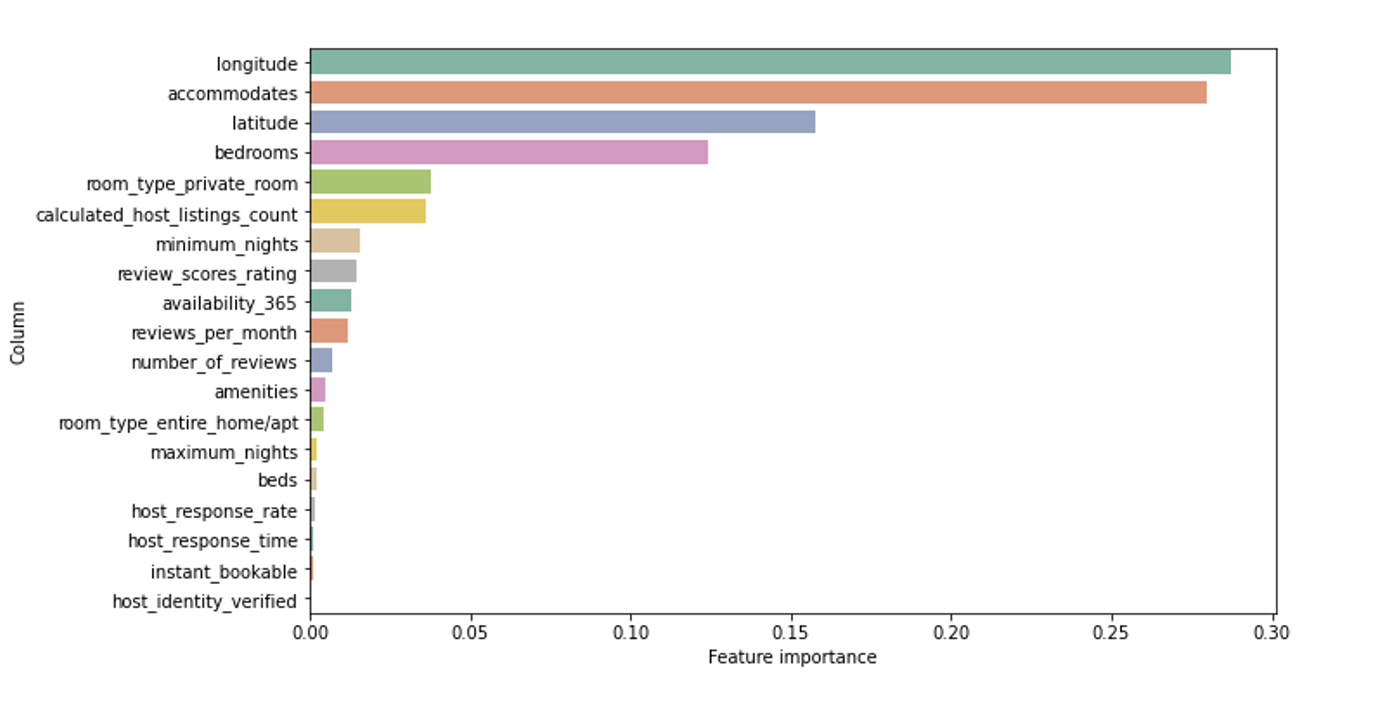 longitude
accommodates
latitude
bedrooms
room_type_private_room
calculated_host_listings_count
minimum_nights
review_scores_rating
availability_365
reviews_per_month
number_of_reviews
amenities
room_type_entire_home/apt
maximum_nights
beds
host_response_rate
host_response_time
instant_bookable
host_identity_verified
Column
0.00 0.05 0.10 0.15 0.20 0.25 0.30
Feature importance